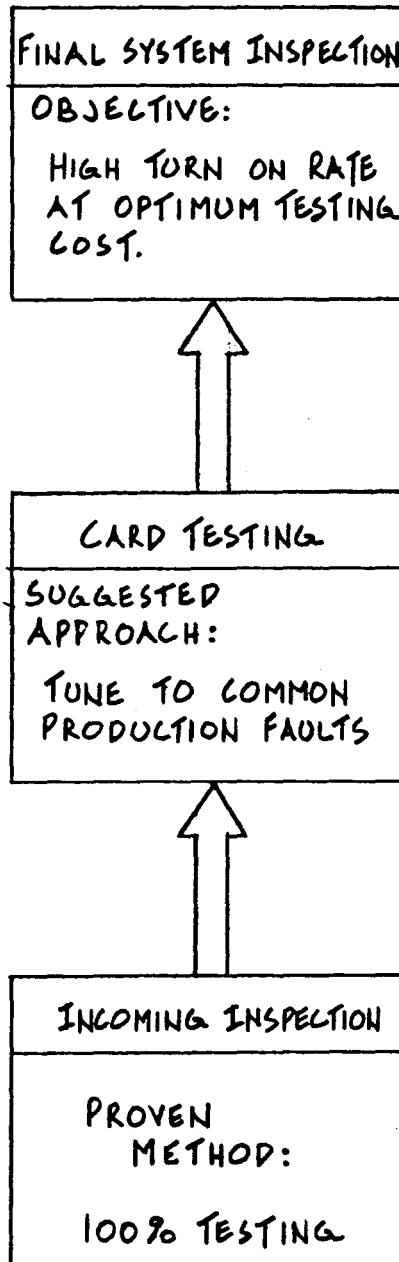 FINAL SYSTEM INSPECTION
OBJECTIVE:
HIGH TURN ON RATE
AT OPTIMUM TESTING
COST.
CARD TESTING
SUGGESTED
APPROACH:
TUNE TO COMMON
PRODUCTION FAULTS
INCOMING INSPECTION
PROVEN
METHOD:
100% TESTING